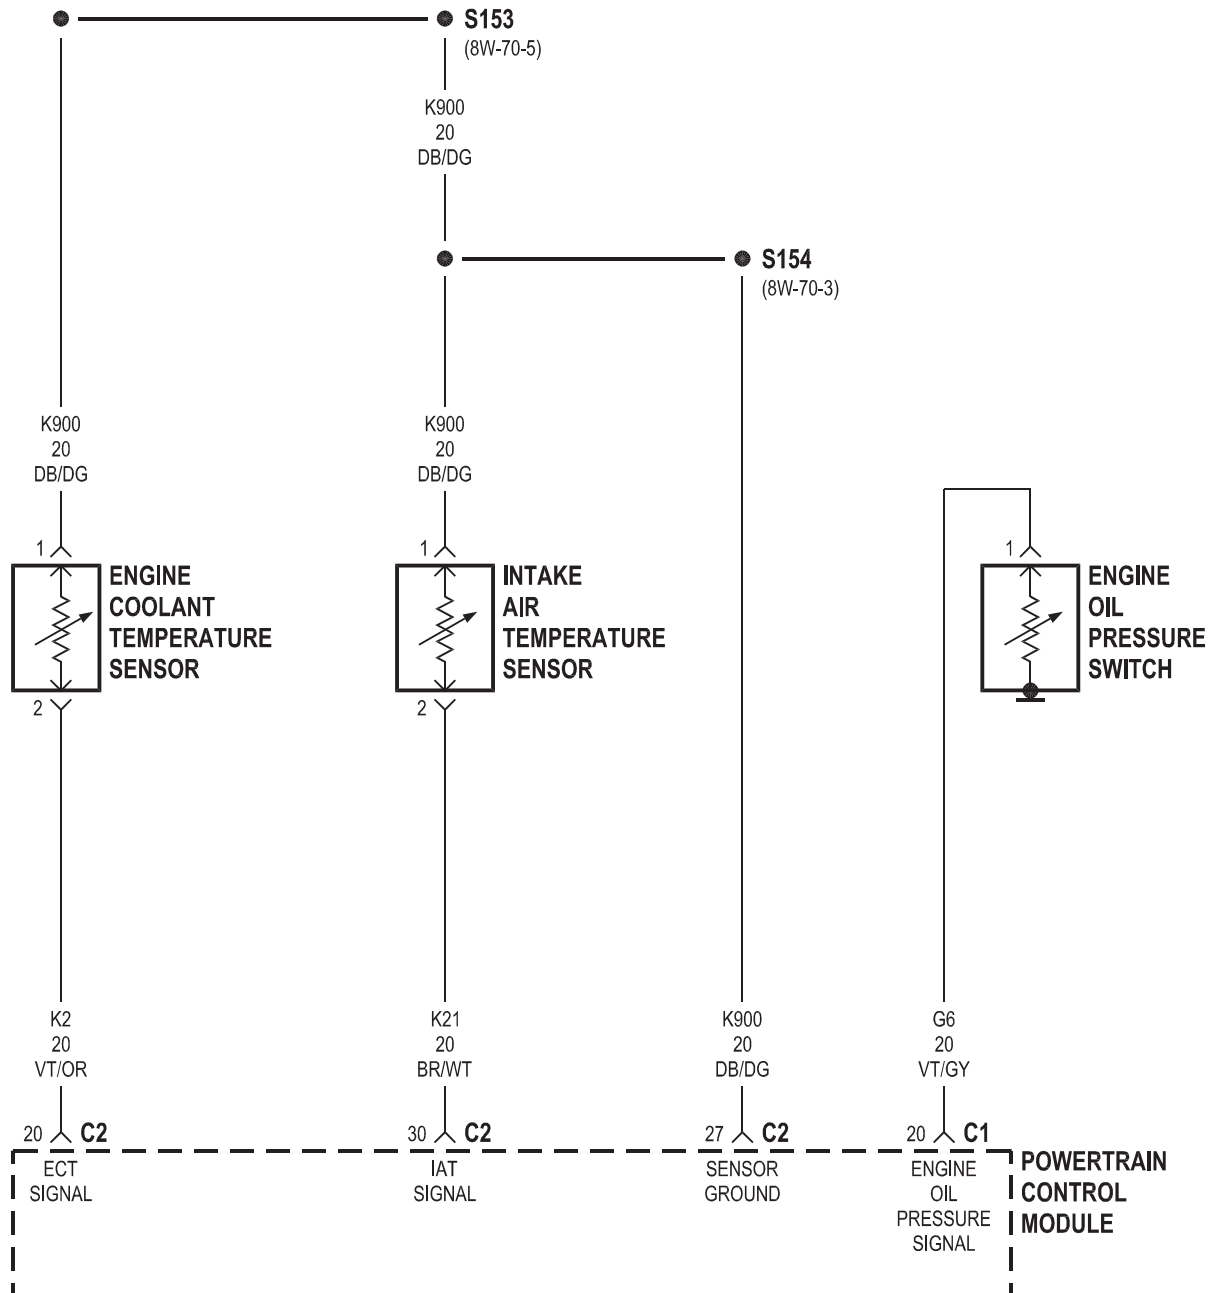 S153
(8W-70-5)
K900
20
DB/DG
S154
(8W-70-3)
K900
20
DB/DG
K900
20
DB/DG
1
ENGINE
COOLANT
TEMPERATURE
SENSOR
2
1
INTAKE
AIR
TEMPERATURE
SENSOR
2
1
ENGINE
OIL
PRESSURE
SWITCH
K2
20
VT/OR
K21
20
BR/WT
K900
20
DB/DG
G6
20
VT/GY
20 C2
30 C2
27 C2
20 C1
ECT
SIGNAL
IAT
SIGNAL
SENSOR
GROUND
ENGINE
OIL
PRESSURE
SIGNAL
POWERTRAIN
CONTROL
MODULE